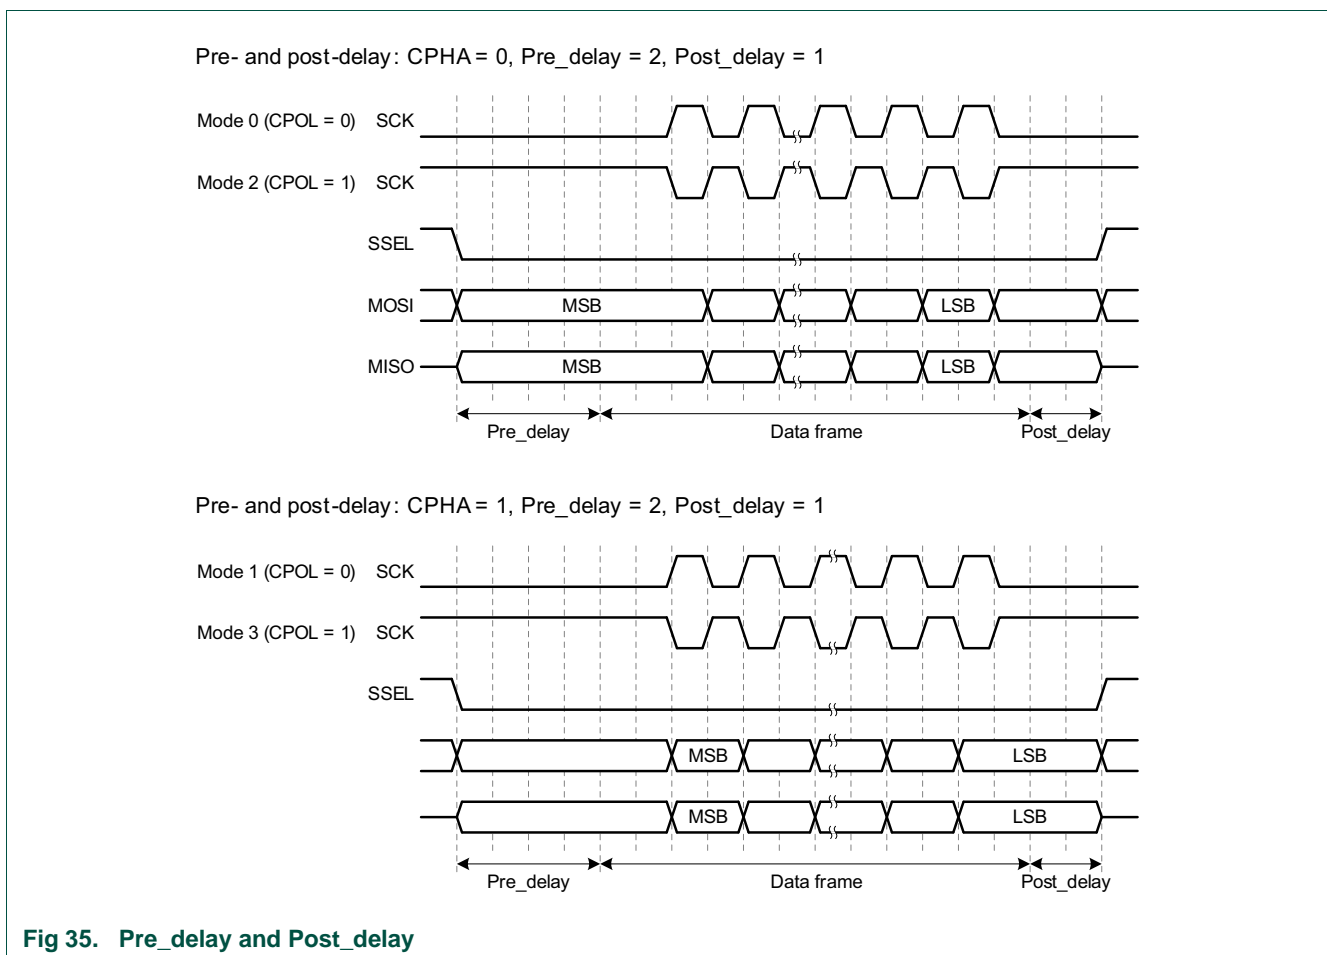 Pre- and post-delay: CPHA = 0, Pre_delay = 2, Post_delay = 1
Mode 0 (CPOL = 0) SCK
Mode 2 (CPOL = 1) SCK
SSEL
MOSI MSB LSB
MISO MSB LSB
Pre_delay Data frame Post_delay
Pre- and post-delay: CPHA = 1, Pre_delay = 2, Post_delay = 1
Mode 1 (CPOL = 0) SCK
Mode 3 (CPOL = 1) SCK
SSEL
MSB LSB
MSB LSB
Pre_delay Data frame Post_delay
Fig 35. Pre_delay and Post_delay